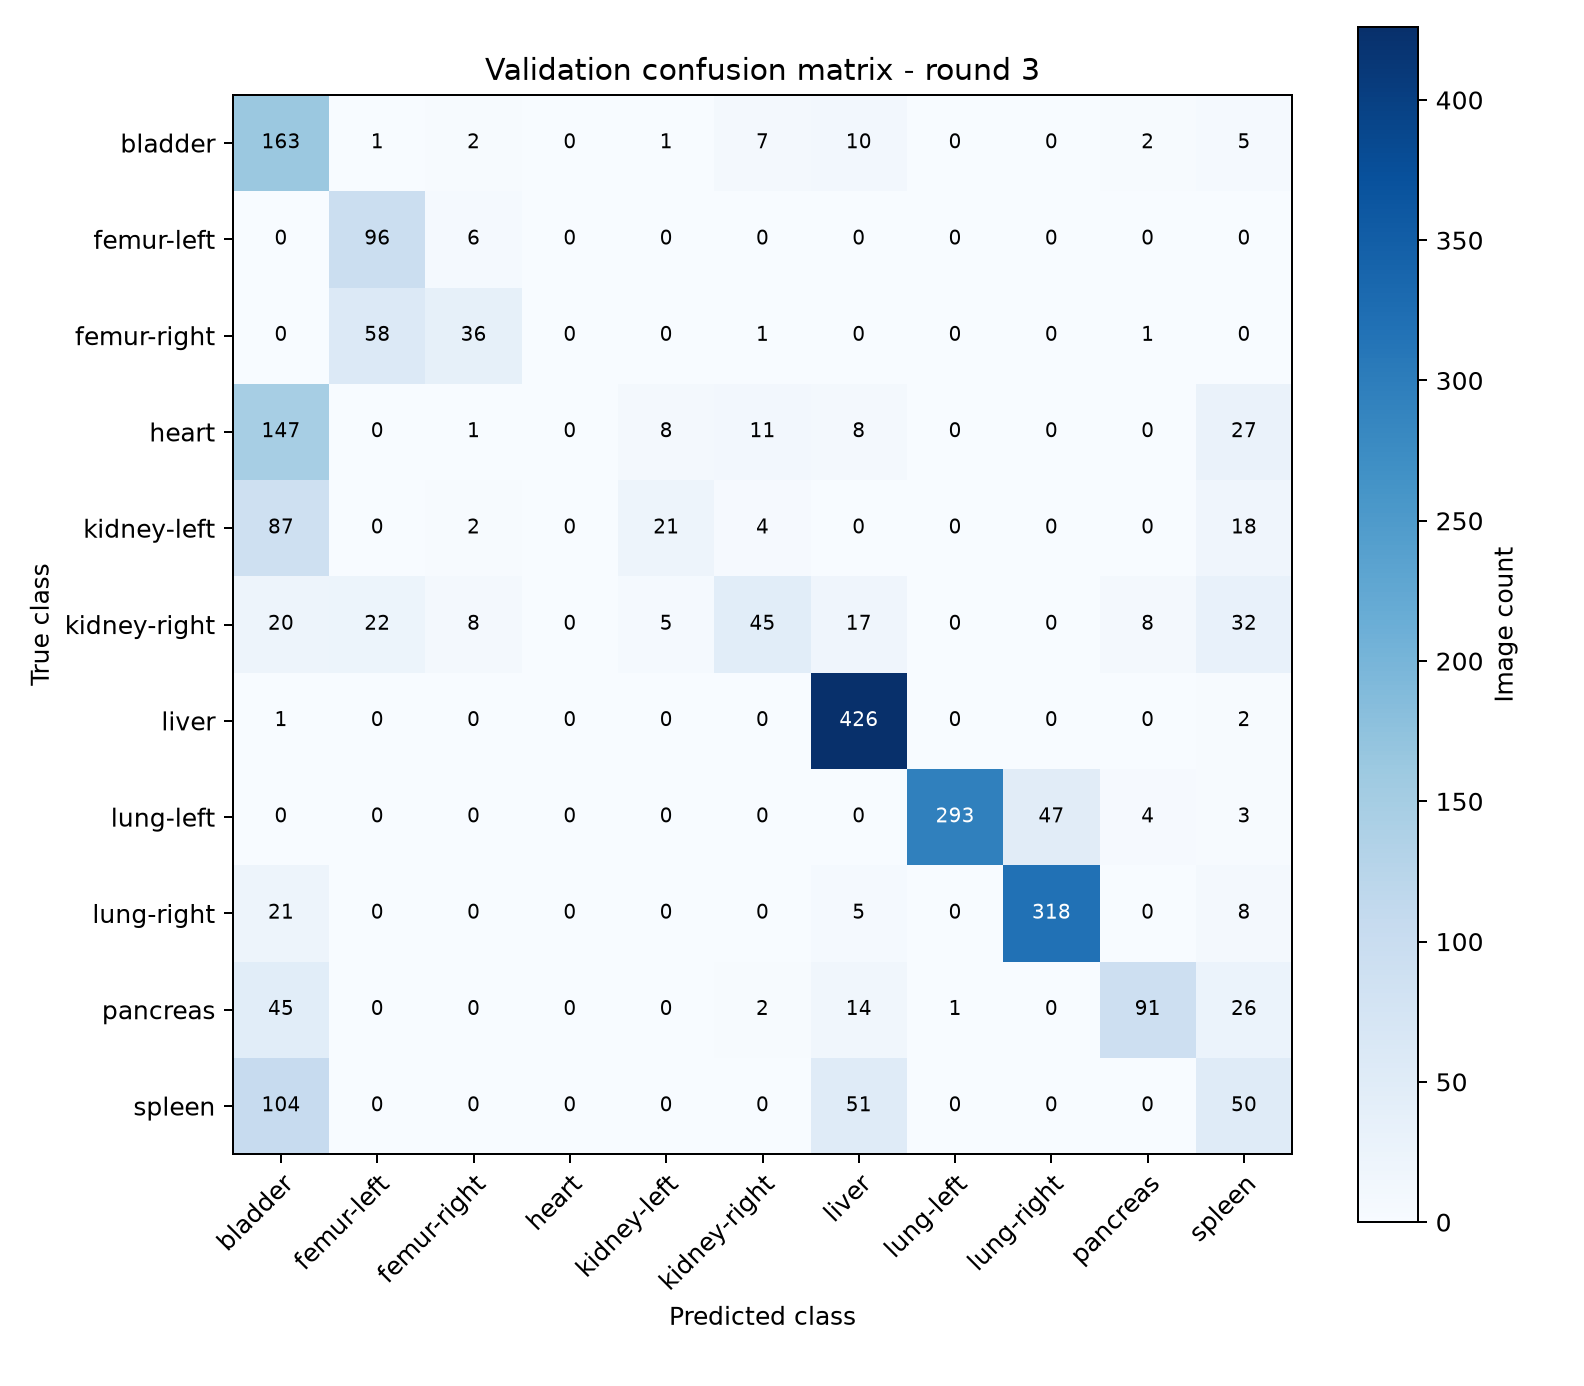 Validation confusion matrix - round 3
bladder 163 1 2 0 1 7 10 0 0 2 5
femur-left 0 96 6 0 0 0 0 0 0 0 0
femur-right 0 58 36 0 0 1 0 0 0 1 0
heart 147 0 1 0 8 11 8 0 0 0 27
kidney-left 87 0 2 0 21 4 0 0 0 0 18
kidney-right 20 22 8 0 5 45 17 0 0 8 32
liver 1 0 0 0 0 0 426 0 0 0 2
lung-left 0 0 0 0 0 0 0 293 47 4 3
lung-right 21 0 0 0 0 0 5 0 318 0 8
pancreas 45 0 0 0 0 2 14 1 0 91 26
spleen 104 0 0 0 0 0 51 0 0 0 50
bladder femur-left femur-right heart kidney-left kidney-right liver lung-left lung-right pancreas spleen
Predicted class
True class
400
350
300
250
200
150
100
50
0
Image count